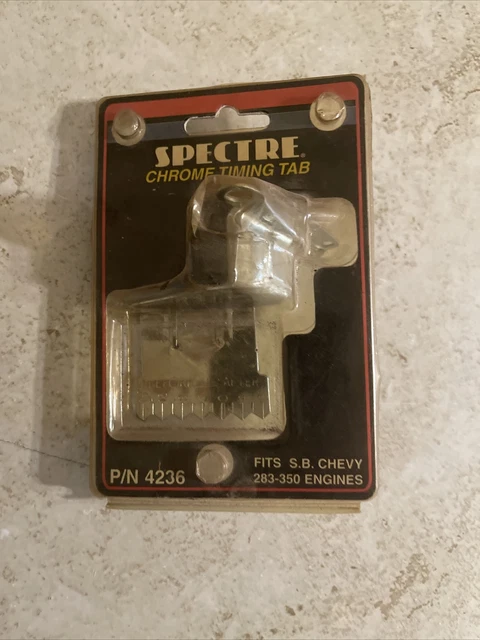 SPECTRE®
CHROME TIMING TAB
P/N 4236
FITS S.B. CHEVY
283-350 ENGINES